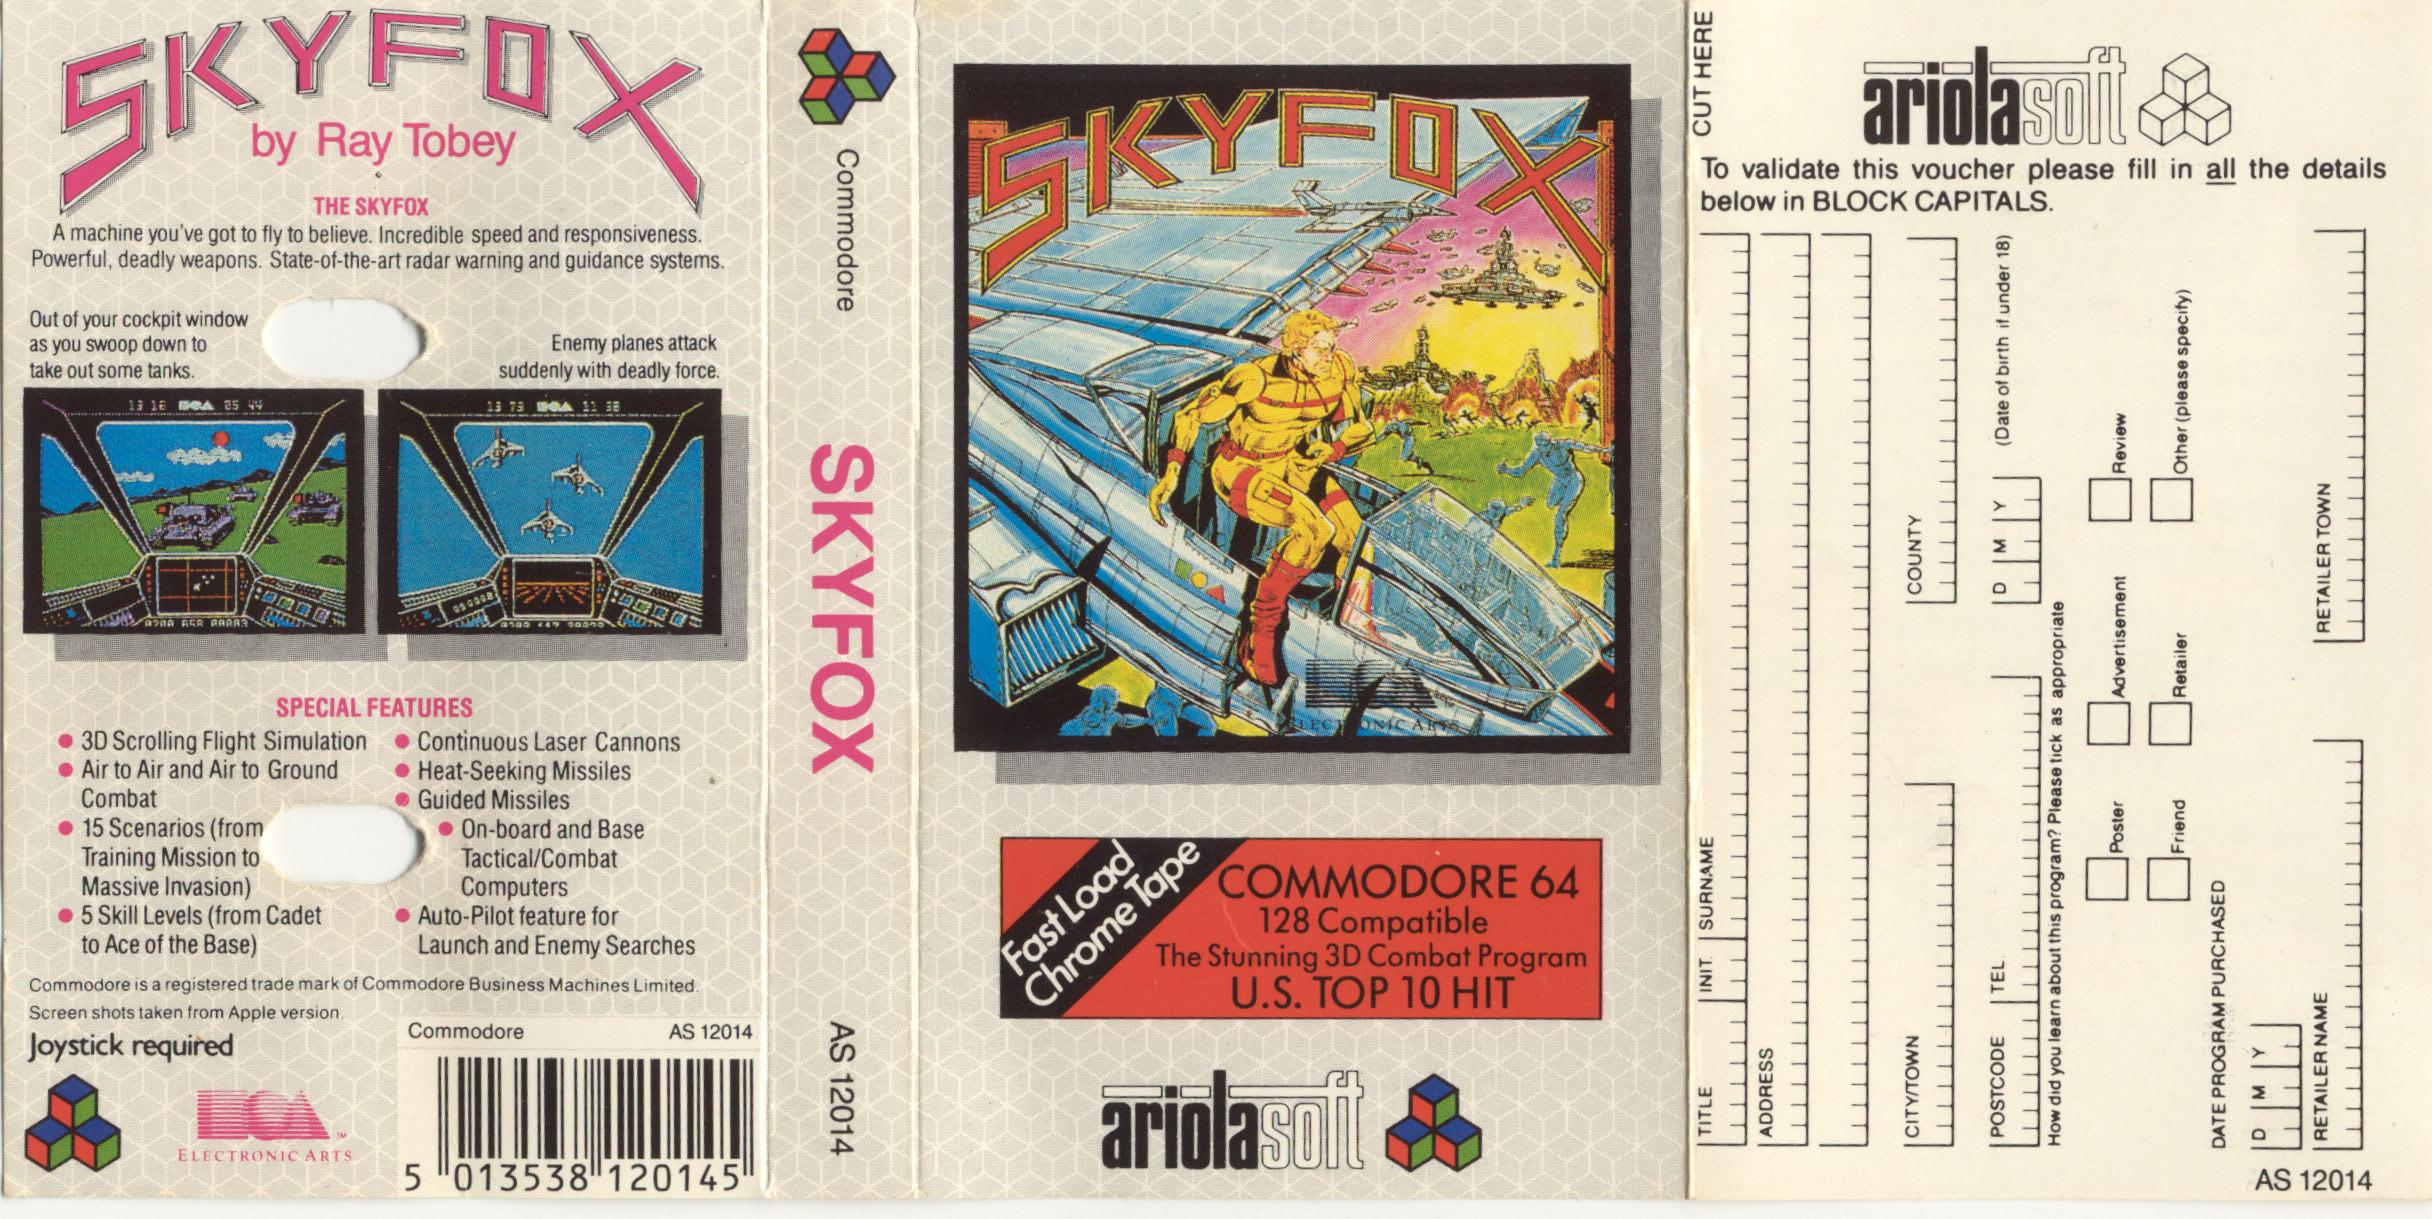 SKYFOX
by Ray Tobey
THE SKYFOX
A machine you've got to fly to believe. Incredible speed and responsiveness.
Powerful, deadly weapons. State-of-the-art radar warning and guidance systems.
Out of your cockpit window
as you swoop down to
take out some tanks.
Enemy planes attack
suddenly with deadly force.
SPECIAL FEATURES
● 3D Scrolling Flight Simulation
● Air to Air and Air to Ground
Combat
● 15 Scenarios (from
Training Mission to
Massive Invasion)
● 5 Skill Levels (from Cadet
to Ace of the Base)
● Continuous Laser Cannons
● Heat-Seeking Missiles
● Guided Missiles
● On-board and Base
Tactical/Combat
Computers
● Auto-Pilot feature for
Launch and Enemy Searches
Commodore is a registered trade mark of Commodore Business Machines Limited.
Screen shots taken from Apple version.
Joystick required
ELECTRONIC ARTS™
Commodore AS 12014
5 013538 120145
Commodore
SKYFOX
AS 12014
SKYFOX
ELECTRONIC ARTS
Fast Load
Chrome Tape
COMMODORE 64
128 Compatible
The Stunning 3D Combat Program
U.S. TOP 10 HIT
ariolasoft
CUT HERE
ariolasoft
To validate this voucher please fill in all the details
below in BLOCK CAPITALS.
TITLE INIT. SURNAME
ADDRESS
CITY/TOWN COUNTY
POSTCODE TEL D M Y (Date of birth if under 18)
How did you learn about this program? Please tick as appropriate
Poster Advertisement Review
Friend Retailer Other (please specify)
DATE PROGRAM PURCHASED
D M Y
RETAILER NAME RETAILER TOWN
AS 12014